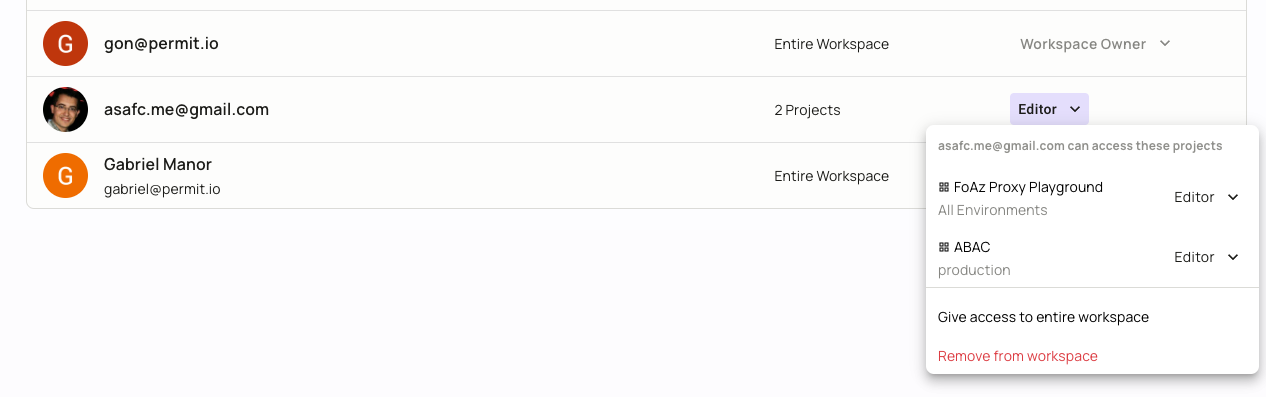 G
gon@permit.io
Entire Workspace
Workspace Owner
asafc.me@gmail.com
2 Projects
Editor
G
Gabriel Manor
gabriel@permit.io
Entire Workspace
asafc.me@gmail.com can access these projects
FoAz Proxy Playground
All Environments
Editor
ABAC
production
Editor
Give access to entire workspace
Remove from workspace